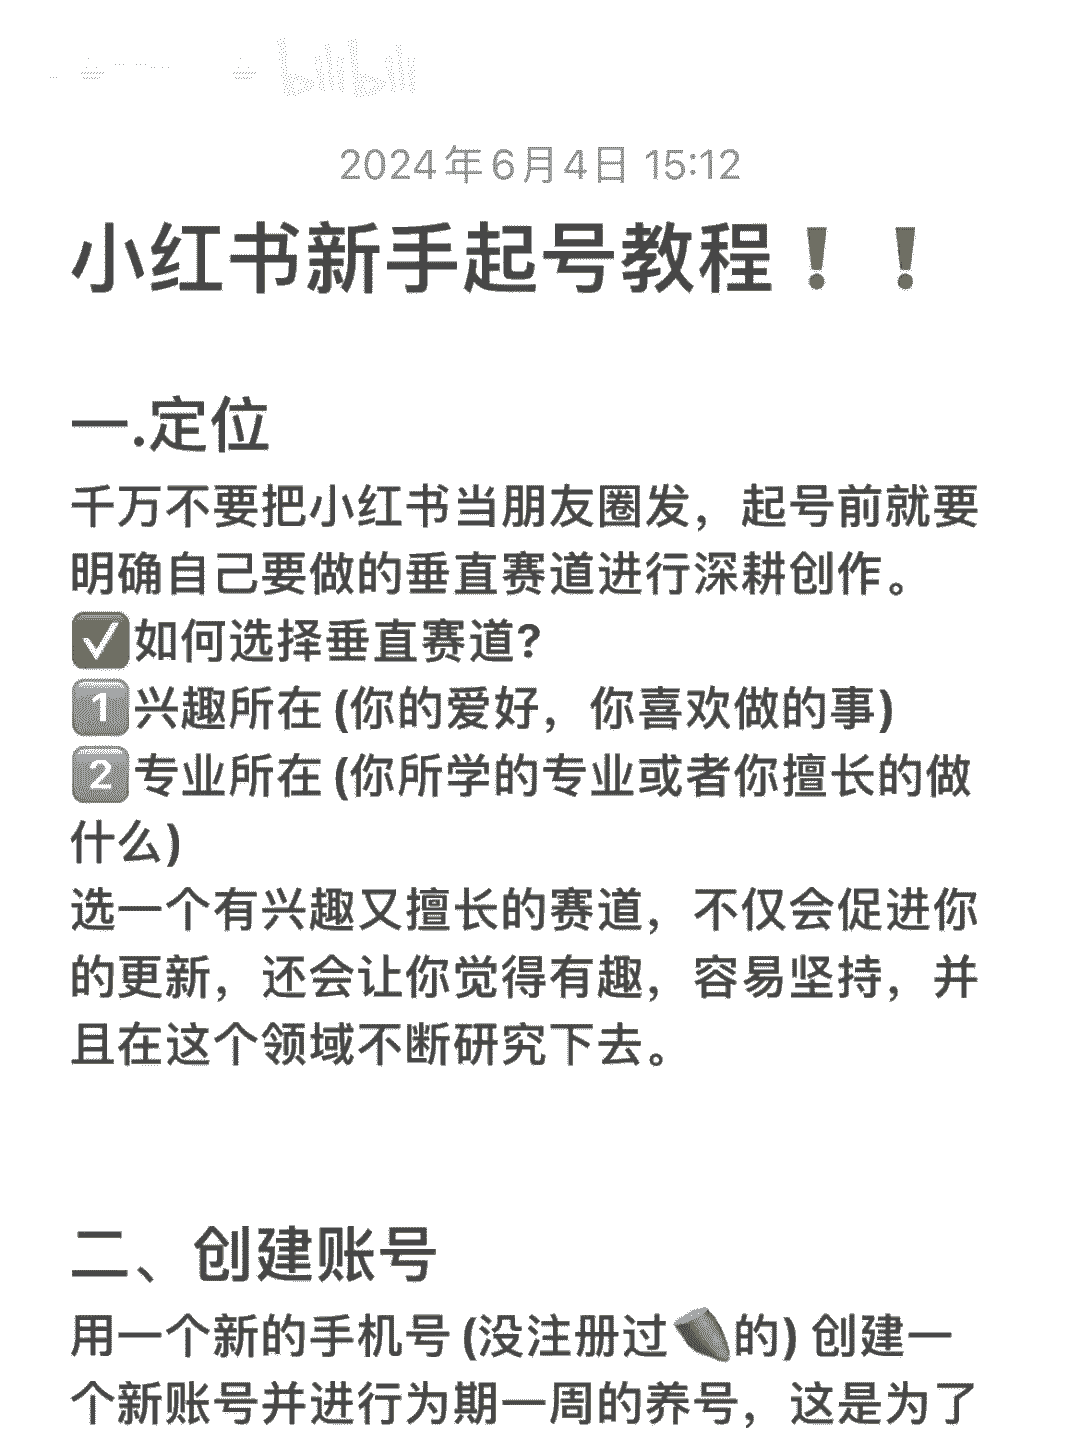 bilibili
2024年6月4日 15:12
小红书新手起号教程❗❗
一.定位
千万不要把小红书当朋友圈发，起号前就要
明确自己要做的垂直赛道进行深耕创作。
✅如何选择垂直赛道?
1️⃣兴趣所在 (你的爱好，你喜欢做的事)
2️⃣专业所在 (你所学的专业或者你擅长的做
什么)
选一个有兴趣又擅长的赛道，不仅会促进你
的更新，还会让你觉得有趣，容易坚持，并
且在这个领域不断研究下去。
二、创建账号
用一个新的手机号 (没注册过🍠的) 创建一
个新账号并进行为期一周的养号，这是为了